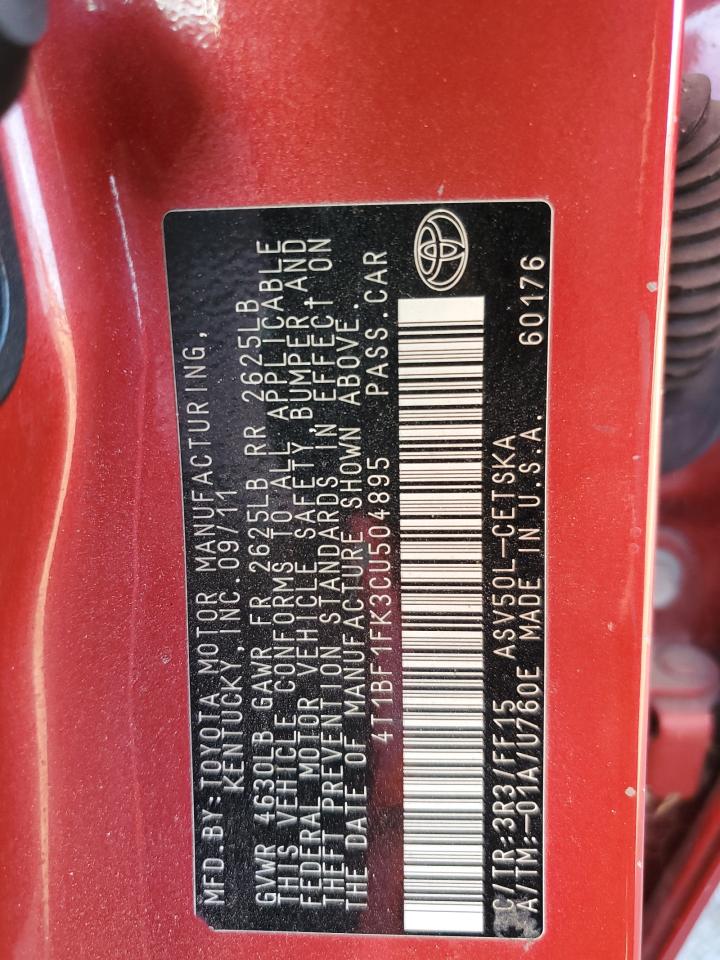 MFD.BY:TOYOTA MOTOR MANUFACTURING,
KENTUCKY,INC.09/11
GVWR 4630LB GAWR FR 2625LB RR 2625LB
THIS VEHICLE CONFORMS TO ALL APPLICABLE
FEDERAL MOTOR VEHICLE SAFETY,BUMPER,AND
THEFT PREVENTION STANDARDS IN EFFECT ON
THE DATE OF MANUFACTURE SHOWN ABOVE.
4T1BF1FK3CU504895 PASS.CAR
C/TR:3R3/FF15 ASV50L-CETSKA
A/TM:-01A/U760E MADE IN U.S.A. 60176